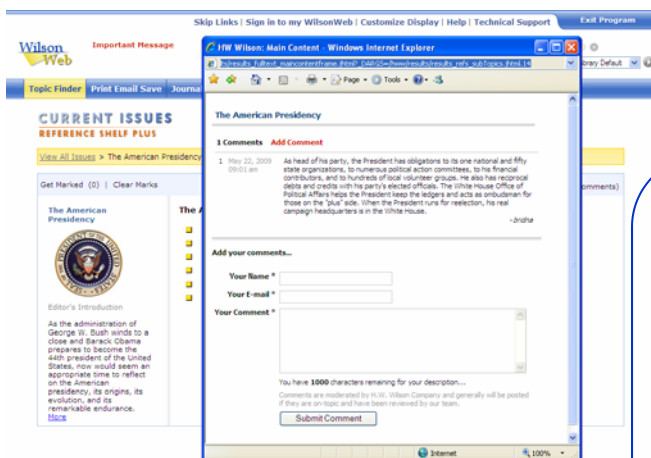 Skip Links | Sign in to my WilsonWeb | Customize Display | Help | Technical Support
Exit Program
Wilson
Web
Important Message
Topic Finder Print Email Save Journa
CURRENT ISSUES
REFERENCE SHELF PLUS
View All Issues > The American Presidency
Get Marked (0) | Clear Marks
omments)
The American
Presidency
The A
Editor's Introduction
As the administration of
George W. Bush winds to a
close and Barack Obama
prepares to become the
44th president of the United
States, now would seem an
appropriate time to reflect
on the American
presidency, its origins, its
evolution, and its
remarkable endurance.
More
HW Wilson: Main Content - Windows Internet Explorer
Page Tools
The American Presidency
1 Comments Add Comment
1 May 22, 2009
09:01 am
As head of his party, the President has obligations to its one national and fifty
state organizations, to numerous political action committees, to his financial
contributors, and to hundreds of local volunteer groups. He also has reciprocal
debts and credits with his party's elected officials. The White House Office of
Political Affairs helps the President keep the ledgers and acts as ombudsman for
those on the "plus" side. When the President runs for reelection, his real
campaign headquarters is in the White House.
Add your comments...
Your Name *
Your E-mail *
Your Comment *
You have 1000 characters remaining for your description...
Comments are moderated by H.W. Wilson Company and generally will be posted
if they are on-topic and have been reviewed by our team.
Submit Comment
Internet
100%